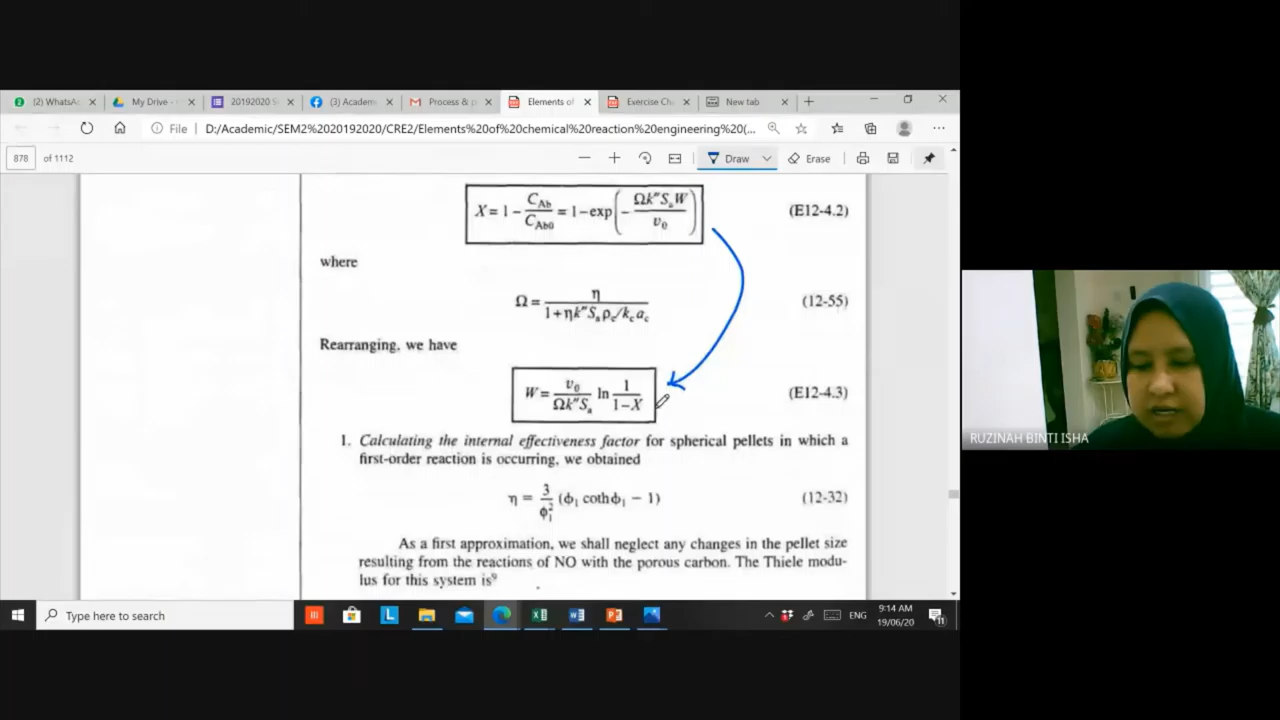 (2) WhatsA
My Drive -
20192020 S
(3) Academ
Process & p
Elements of
Exercise Ch
New tab
File
D:/Academic/SEM2%2020192020/CRE2/Elements%20of%20chemical%20reaction%20engineering%20(...
878 of 1112
Draw
Erase
X = 1 - C_Ab/C_Ab0 = 1 - exp(-Ωk"S_aW/υ_0) (E12-4.2)
where
Ω = η/(1+ηk"S_aρ_c/k_ca_c) (12-55)
Rearranging, we have
W = υ_0/(Ωk"S_a) ln 1/(1-X) (E12-4.3)
1. Calculating the internal effectiveness factor for spherical pellets in which a
first-order reaction is occurring, we obtained
η = 3/ϕ_1^2 (ϕ_1 cothϕ_1 - 1) (12-32)
As a first approximation, we shall neglect any changes in the pellet size
resulting from the reactions of NO with the porous carbon. The Thiele modu-
lus for this system is⁹
RUZINAH BINTI ISHA
Type here to search
ENG
9:14 AM
19/06/20
11